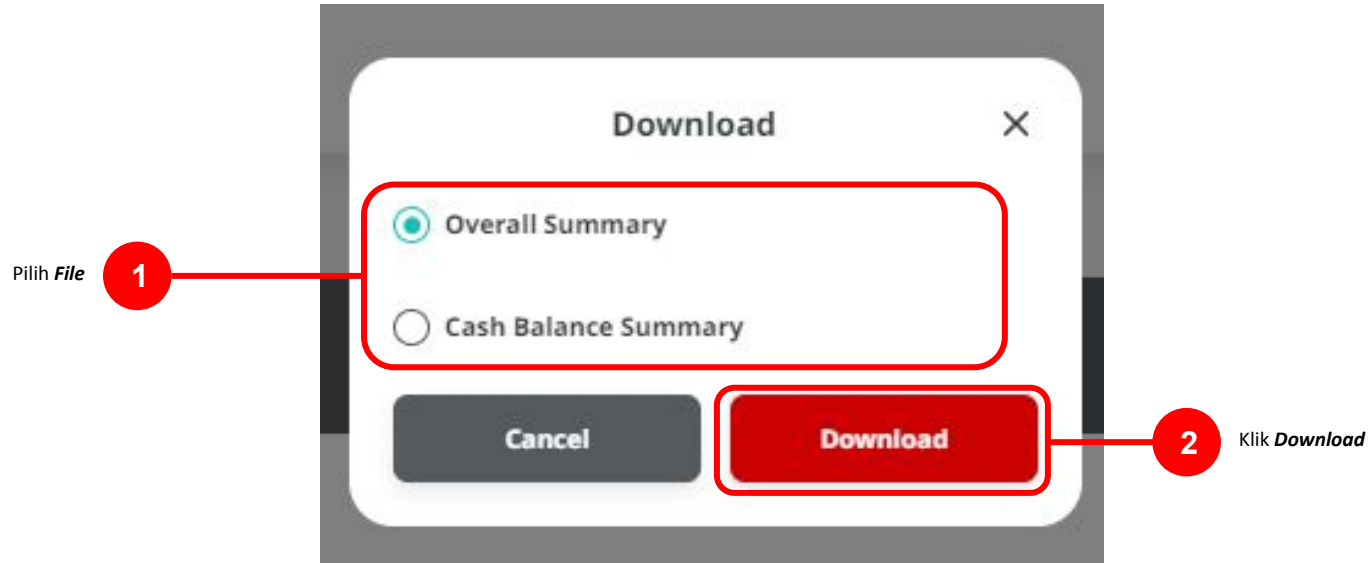 Download
Overall Summary
Pilih File
1
Cash Balance Summary
Cancel
Download
2
Klik Download